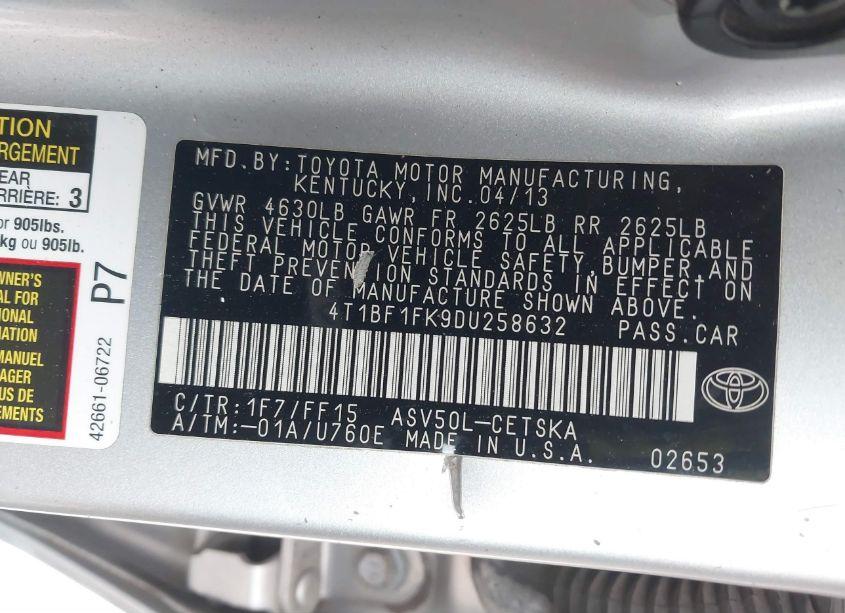 TION
RGEMENT
EAR
RRIÈRE: 3
or 905lbs.
kg ou 905lb.
WNER'S
AL FOR
IONAL
MATION
MANUEL
AGER
US DE
EMENTS
P7
42661-06722
MFD.BY:TOYOTA MOTOR MANUFACTURING,
KENTUCKY,INC.04/13
GVWR 4630LB GAWR FR 2625LB RR 2625LB
THIS VEHICLE CONFORMS TO ALL APPLICABLE
FEDERAL MOTOR VEHICLE SAFETY,BUMPER,AND
THEFT PREVENTION STANDARDS IN EFFECT ON
THE DATE OF MANUFACTURE SHOWN ABOVE.
4T1BF1FK9DU258632 PASS.CAR
C/TR:1F7/FF15 ASV50L-CETSKA
A/TM:-01A/U760E MADE IN U.S.A. 02653